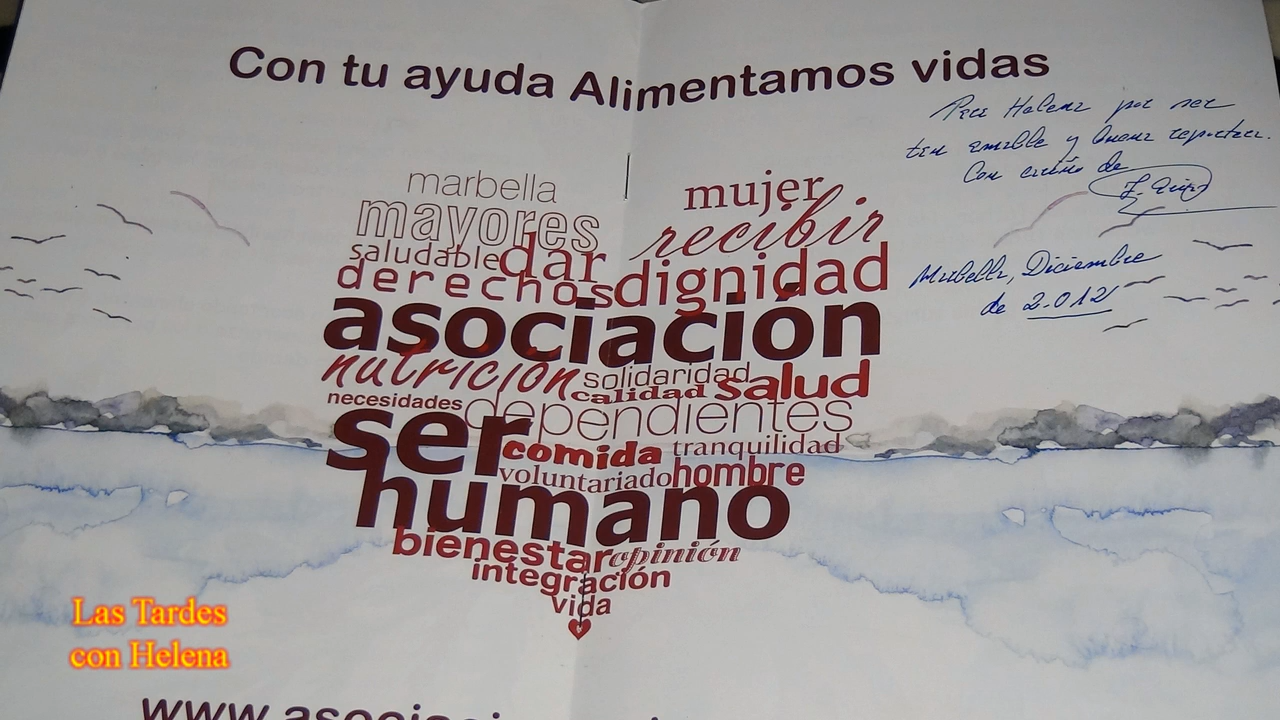 Con tu ayuda Alimentamos vidas
Para Helena por ser
tan amable y buena reportera.
Con cariño de
Marbella, Diciembre
de 2.012
marbella
mujer
mayores
recibir
saludable
dar
derechos
dignidad
asociación
nutrición
solidaridad
calidad
salud
necesidades
dependientes
ser
comida
tranquilidad
voluntariado
hombre
humano
bienestar
opinión
integración
vida
Las Tardes
con Helena